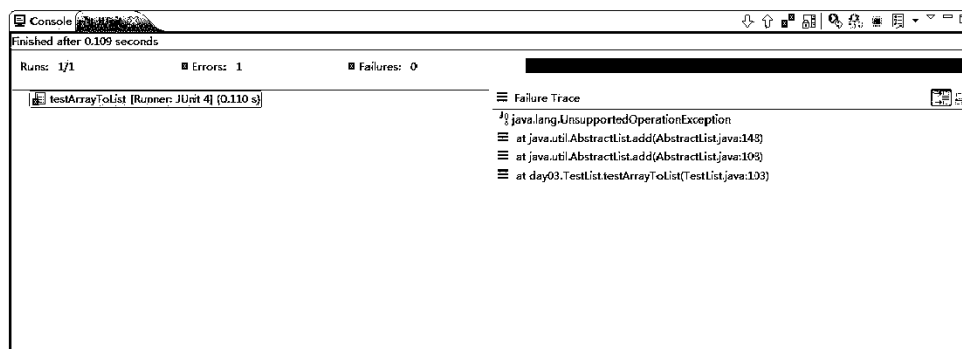 Console
Finished after 0.109 seconds
Runs: 1/1 Errors: 1 Failures: 0
testArrayToList [Runner: JUnit 4] (0.110 s)
Failure Trace
java.lang.UnsupportedOperationException
at java.util.AbstractList.add(AbstractList.java:148)
at java.util.AbstractList.add(AbstractList.java:108)
at day03.TestList.testArrayToList(TestList.java:103)